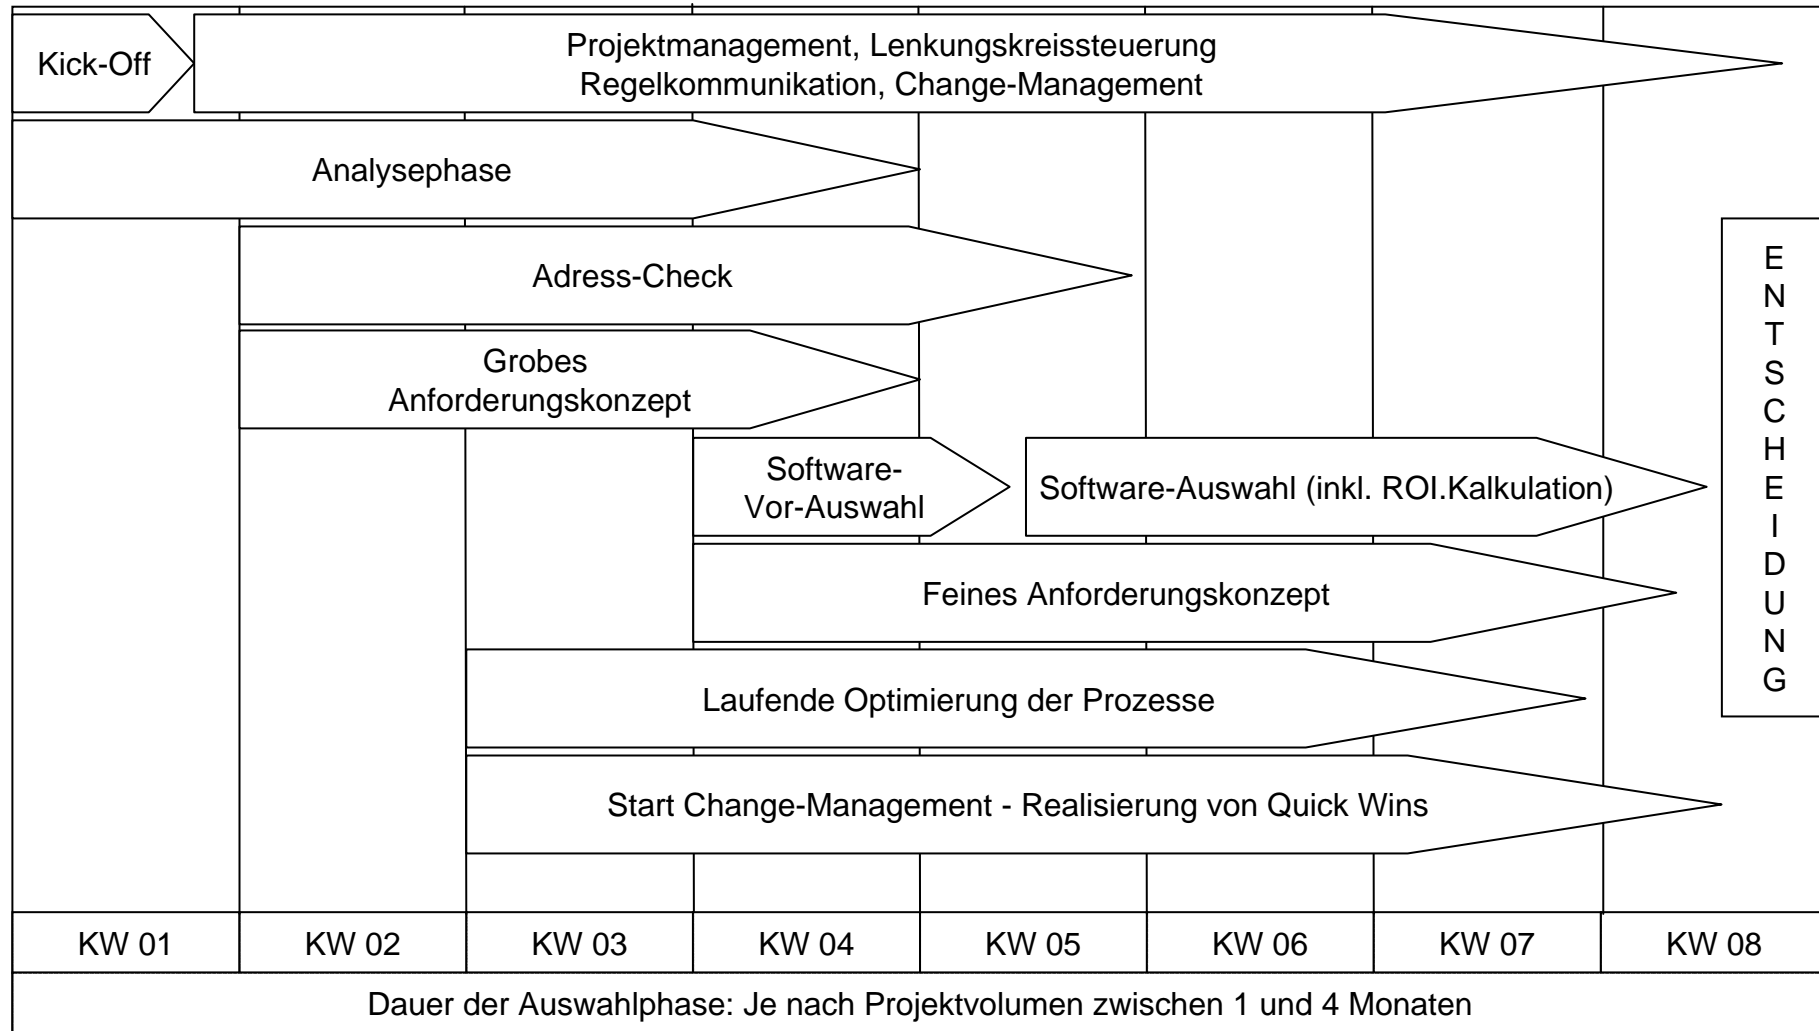 Kick-Off
Projektmanagement, Lenkungskreissteuerung
Regelkommunikation, Change-Management
Analysephase
Adress-Check
Grobes
Anforderungskonzept
Software-
Vor-Auswahl
Software-Auswahl (inkl. ROI.Kalkulation)
Feines Anforderungskonzept
Laufende Optimierung der Prozesse
Start Change-Management - Realisierung von Quick Wins
E
N
T
S
C
H
E
I
D
U
N
G
KW 01
KW 02
KW 03
KW 04
KW 05
KW 06
KW 07
KW 08
Dauer der Auswahlphase: Je nach Projektvolumen zwischen 1 und 4 Monaten